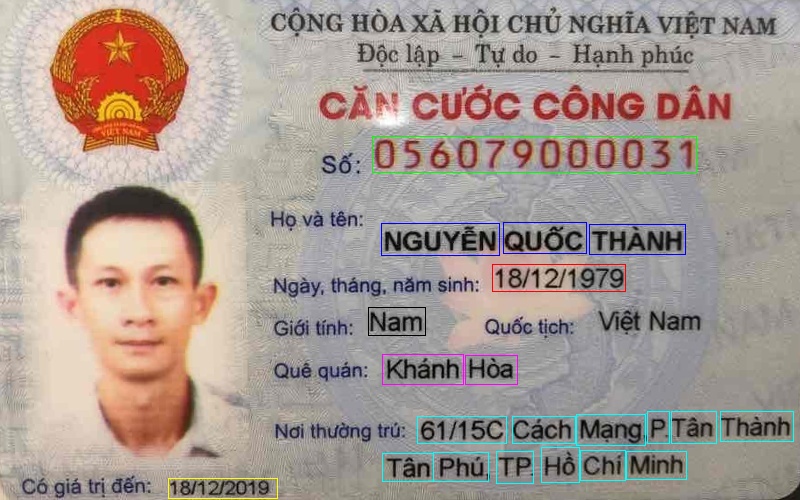 CỘNG HÒA XÃ HỘI CHỦ NGHĨA VIỆT NAM
Độc lập - Tự do - Hạnh phúc
CĂN CƯỚC CÔNG DÂN
Số: 056079000031
Họ và tên:
NGUYỄN QUỐC THÀNH
Ngày, tháng, năm sinh: 18/12/1979
Giới tính: Nam Quốc tịch: Việt Nam
Quê quán: Khánh Hòa
Nơi thường trú: 61/15C Cách Mạng, P.Tân Thành
Tân Phú, TP. Hồ Chí Minh
Có giá trị đến: 18/12/2019
VIỆT NAM